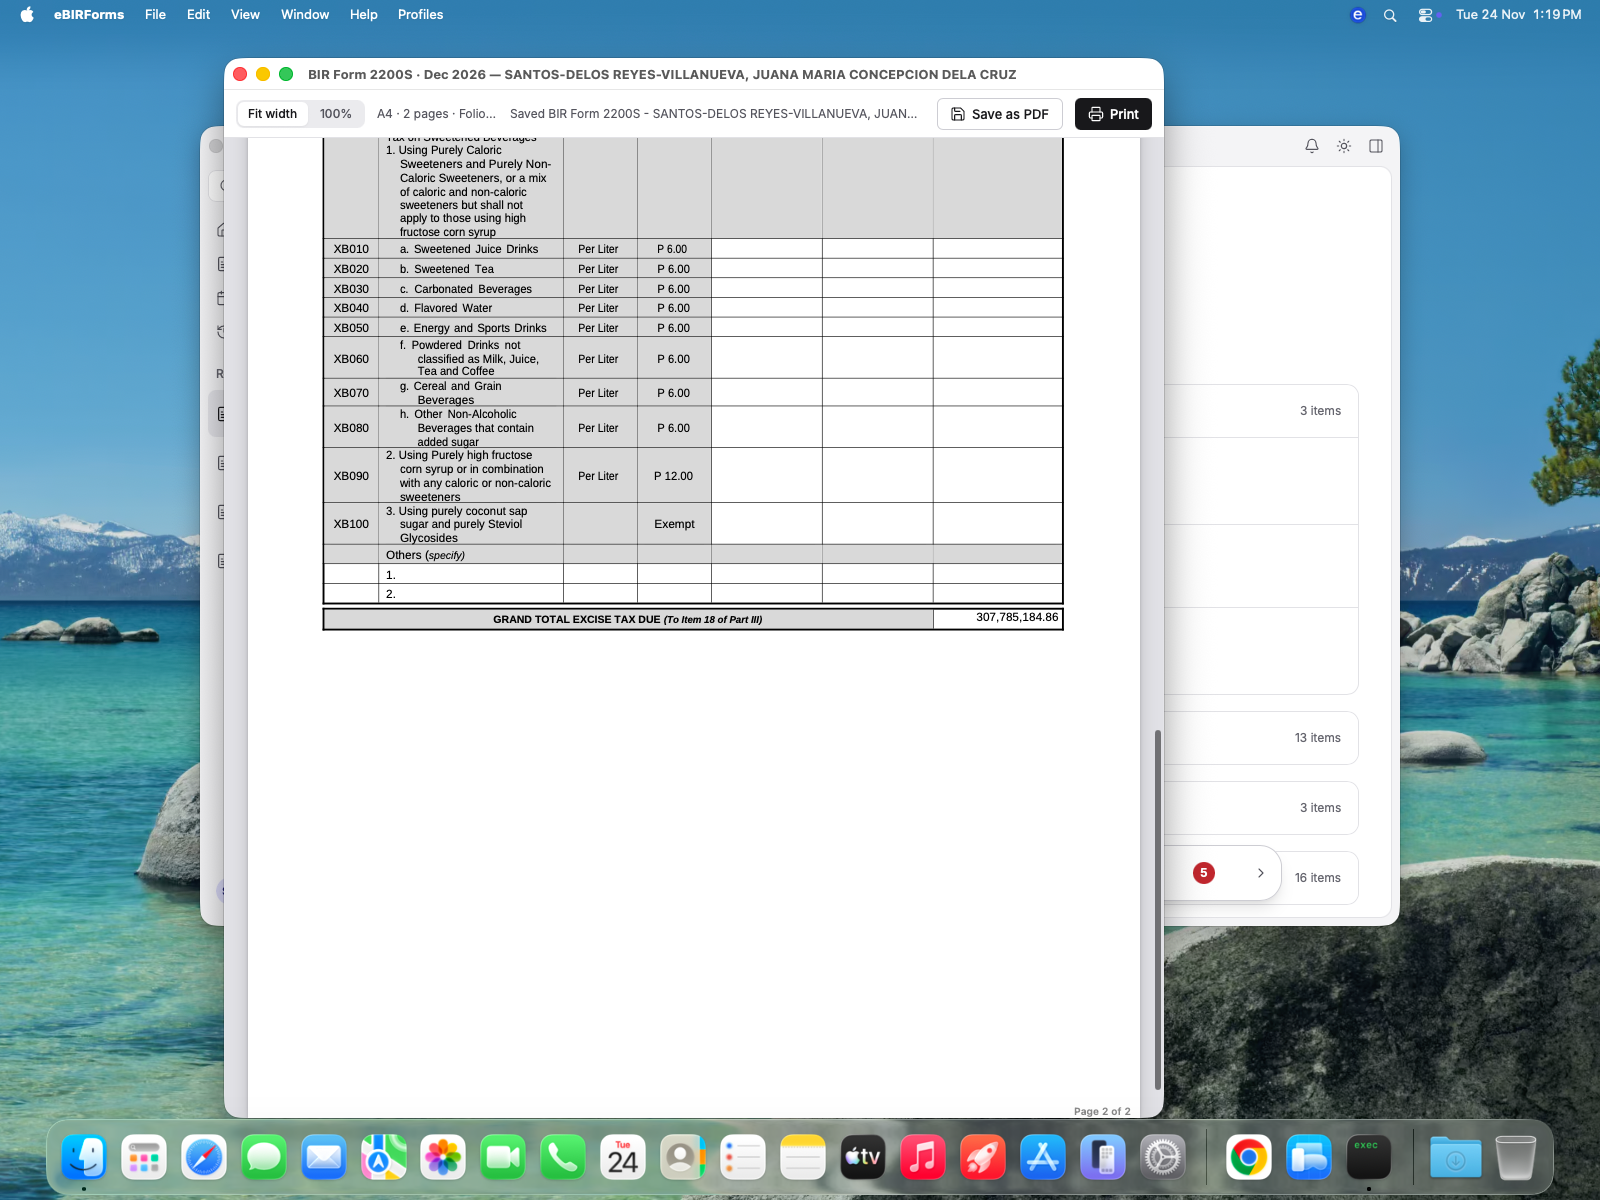 eBIRForms File Edit View Window Help Profiles
e
Tue 24 Nov 1:19 PM
BIR Form 2200S · Dec 2026 — SANTOS-DELOS REYES-VILLANUEVA, JUANA MARIA CONCEPCION DELA CRUZ
Fit width 100% A4 · 2 pages · Folio... Saved BIR Form 2200S - SANTOS-DELOS REYES-VILLANUEVA, JUAN... Save as PDF Print
Tax on Sweetened Beverages
1. Using Purely Caloric
Sweeteners and Purely Non-
Caloric Sweeteners, or a mix
of caloric and non-caloric
sweeteners but shall not
apply to those using high
fructose corn syrup
XB010 a. Sweetened Juice Drinks Per Liter P 6.00
XB020 b. Sweetened Tea Per Liter P 6.00
XB030 c. Carbonated Beverages Per Liter P 6.00
XB040 d. Flavored Water Per Liter P 6.00
XB050 e. Energy and Sports Drinks Per Liter P 6.00
XB060 f. Powdered Drinks not
classified as Milk, Juice,
Tea and Coffee Per Liter P 6.00
XB070 g. Cereal and Grain
Beverages Per Liter P 6.00
XB080 h. Other Non-Alcoholic
Beverages that contain
added sugar Per Liter P 6.00
XB090 2. Using Purely high fructose
corn syrup or in combination
with any caloric or non-caloric
sweeteners Per Liter P 12.00
XB100 3. Using purely coconut sap
sugar and purely Steviol
Glycosides Exempt
Others (specify)
1.
2.
GRAND TOTAL EXCISE TAX DUE (To Item 18 of Part III) 307,785,184.86
Page 2 of 2
R
3 items
13 items
3 items
5
16 items
Tue
24
tv
exec